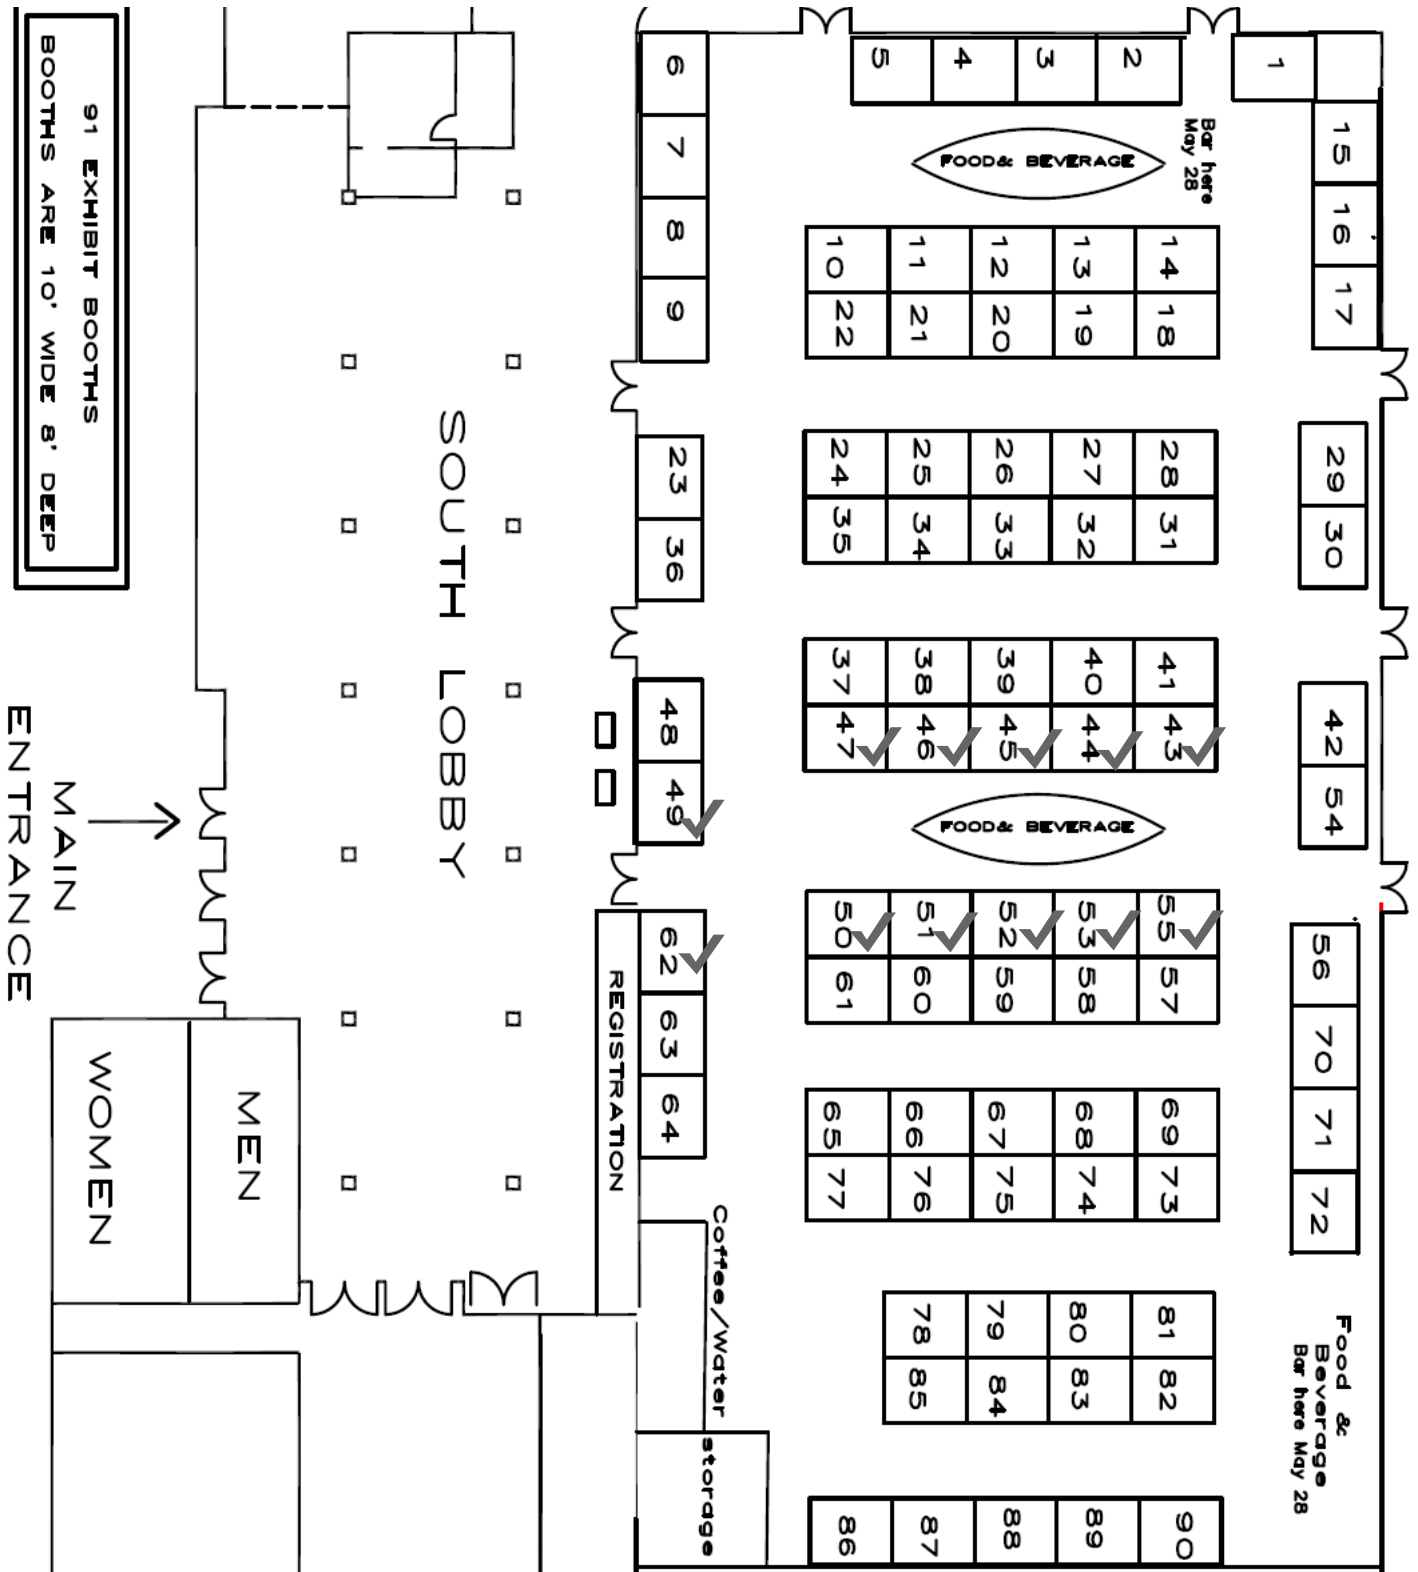 91 EXHIBIT BOOTHS
BOOTHS ARE 10' WIDE 8' DEEP
MAIN
ENTRANCE
SOUTH LOBBY
WOMEN
MEN
REGISTRATION
Coffee/Water
storage
5 4 3 2 1
Bar here
May 28
FOOD& BEVERAGE
6
7
8
9
15
16
17
10 11 12 13 14
22 21 20 19 18
23
36
24 25 26 27 28
35 34 33 32 31
29
30
37 38 39 40 41
47 46 45 44 43
48
49
42
54
FOOD& BEVERAGE
50 51 52 53 55
61 60 59 58 57
62
63
64
56
70
71
72
65 66 67 68 69
77 76 75 74 73
78 79 80 81
85 84 83 82
Food &
Beverage
Bar here May 28
86 87 88 89 90